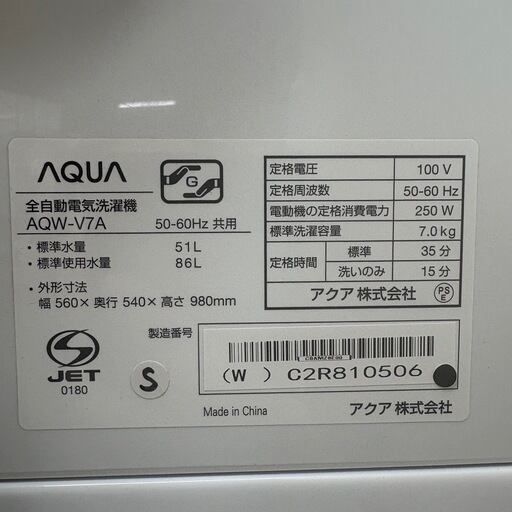 AQUA
G
全自動電気洗濯機
AQW-V7A 50-60Hz 共用
・標準水量 51L
・標準使用水量 86L
・外形寸法
幅 560× 奥行 540× 高さ 980mm
定格電圧 100 V
定格周波数 50-60 Hz
電動機の定格消費電力 250 W
標準洗濯容量 7.0 kg
定格時間 標準 35 分
洗いのみ 15 分
アクア 株式会社 PSE
製造番号
(W ) C2R810506
S
JET
0180
S
Made in China
アクア 株式会社